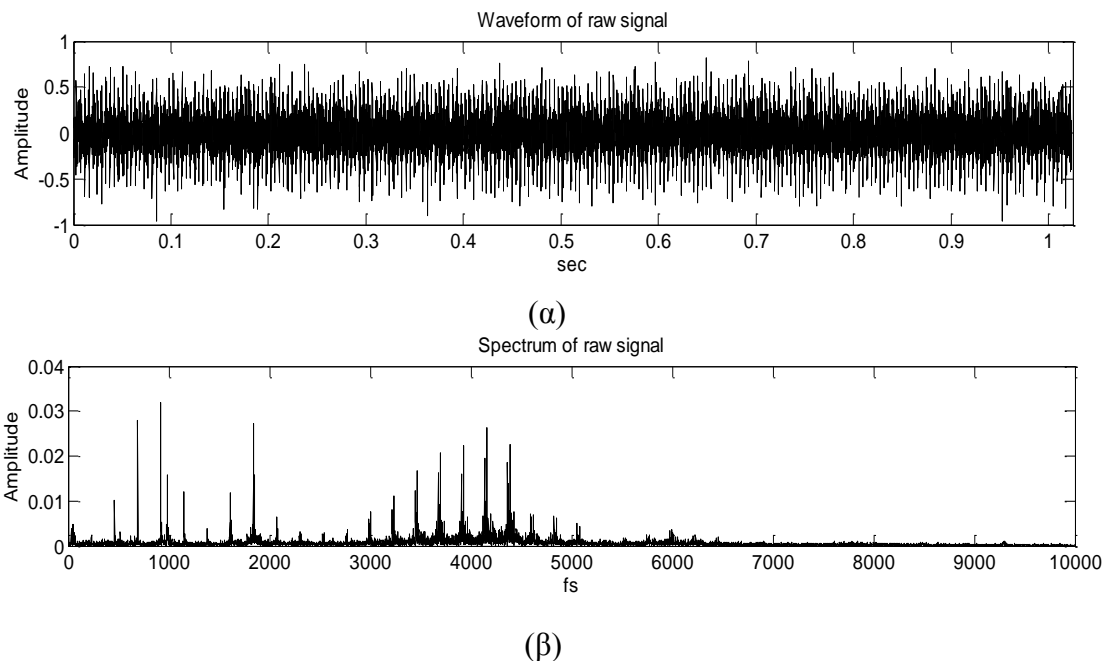 Waveform of raw signal
1
0.5
0
-0.5
-1
Amplitude
0 0.1 0.2 0.3 0.4 0.5 0.6 0.7 0.8 0.9 1
sec
(α)
Spectrum of raw signal
0.04
0.03
0.02
0.01
0
Amplitude
0 1000 2000 3000 4000 5000 6000 7000 8000 9000 10000
fs
(β)